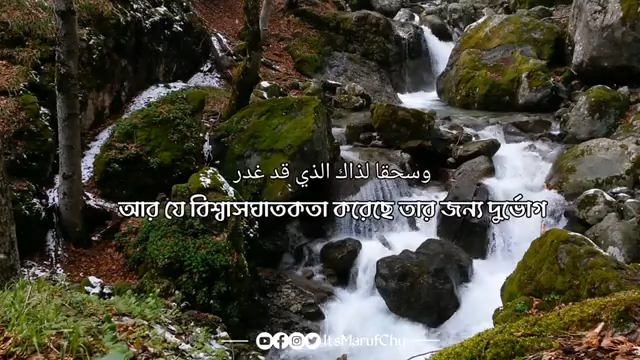 وسحقا لذاك الذي قد غدر
আর যে বিশ্বাসঘাতকতা করেছে তার জন্য দুর্ভোগ
ItsMarufChy